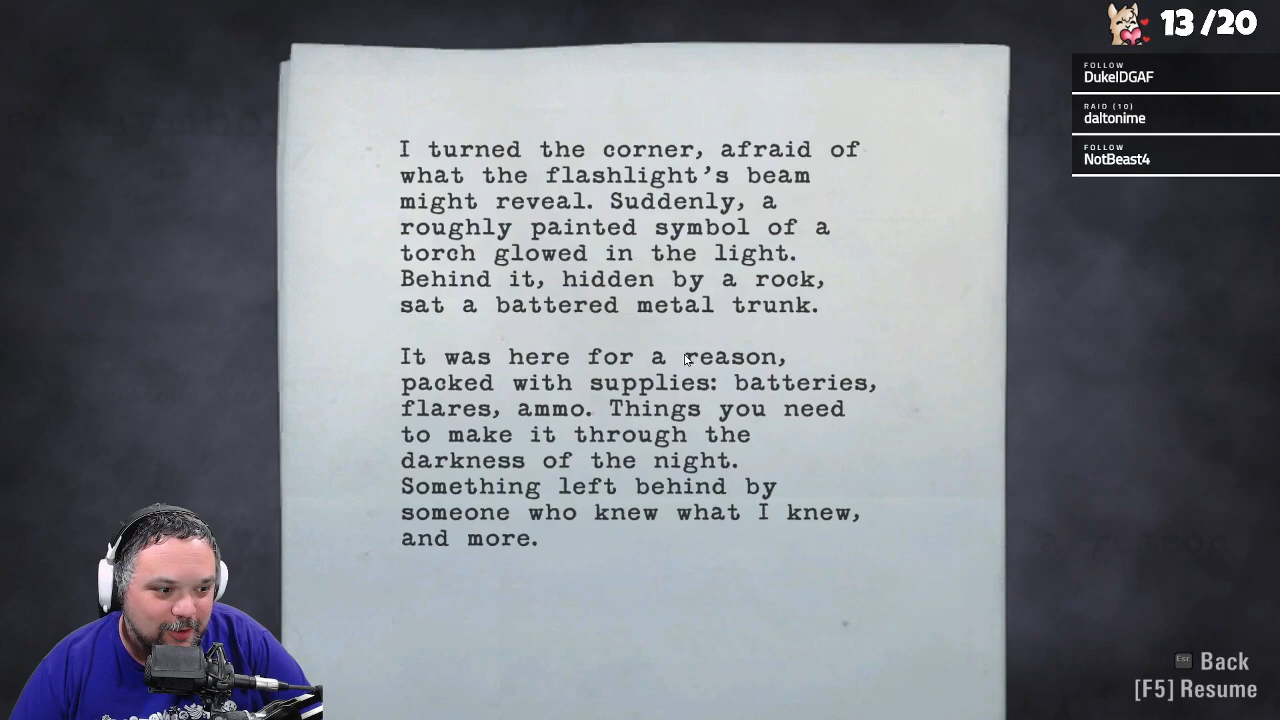 13 /20
FOLLOW
DukeIDGAF
RAID (10)
daltonime
FOLLOW
NotBeast4
I turned the corner, afraid of
what the flashlight's beam
might reveal. Suddenly, a
roughly painted symbol of a
torch glowed in the light.
Behind it, hidden by a rock,
sat a battered metal trunk.
It was here for a reason,
packed with supplies: batteries,
flares, ammo. Things you need
to make it through the
darkness of the night.
Something left behind by
someone who knew what I knew,
and more.
Esc Back
[F5] Resume